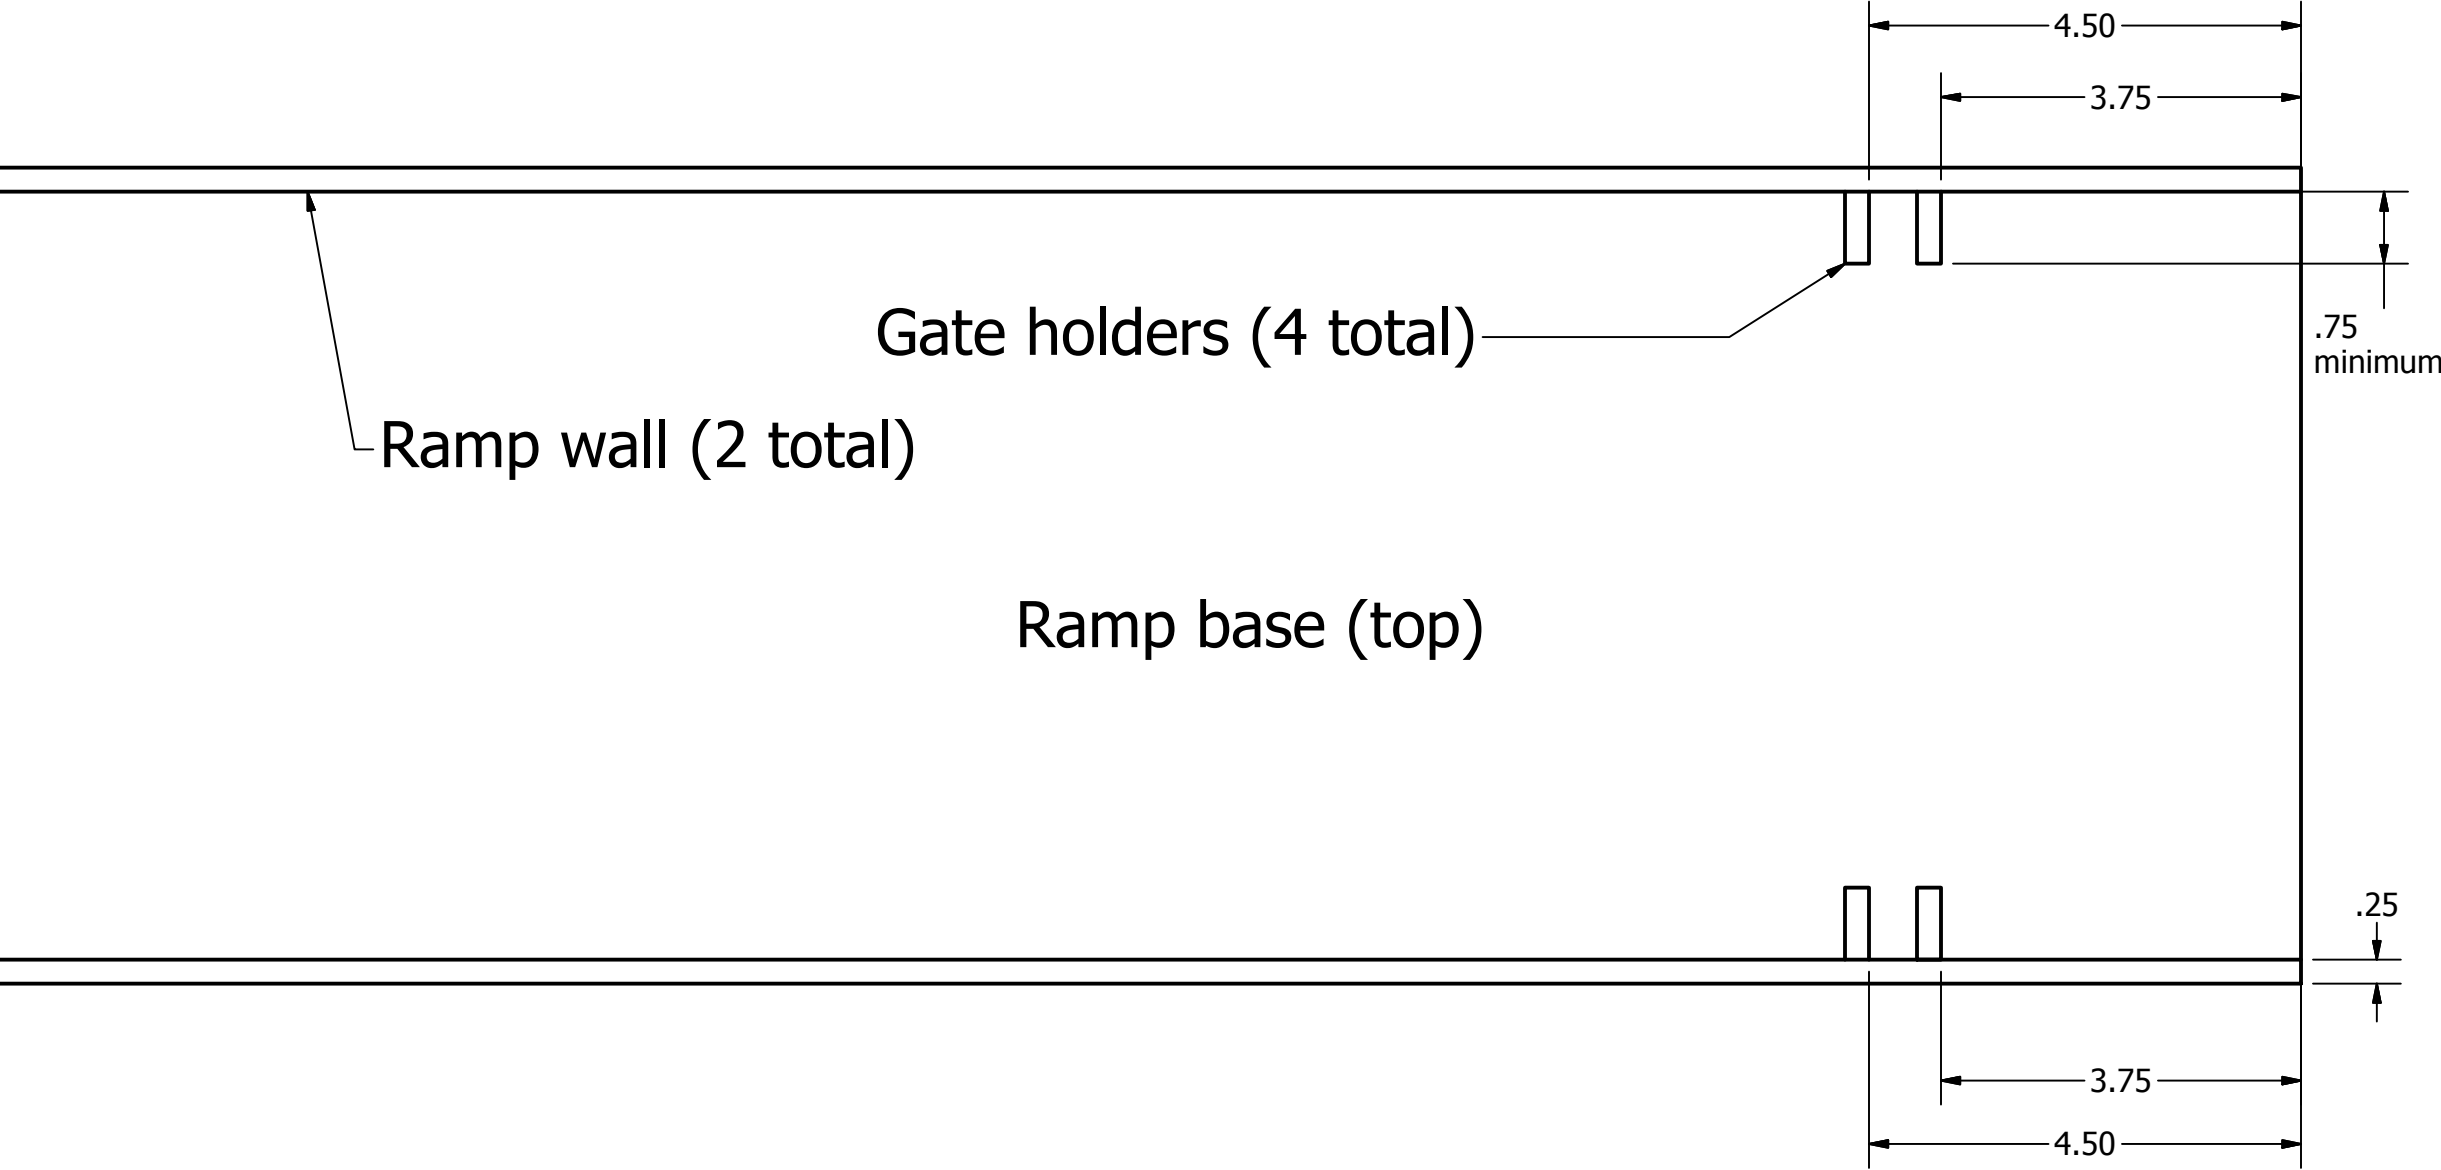 4.50
3.75
.75
minimum
Gate holders (4 total)
Ramp wall (2 total)
Ramp base (top)
.25
3.75
4.50